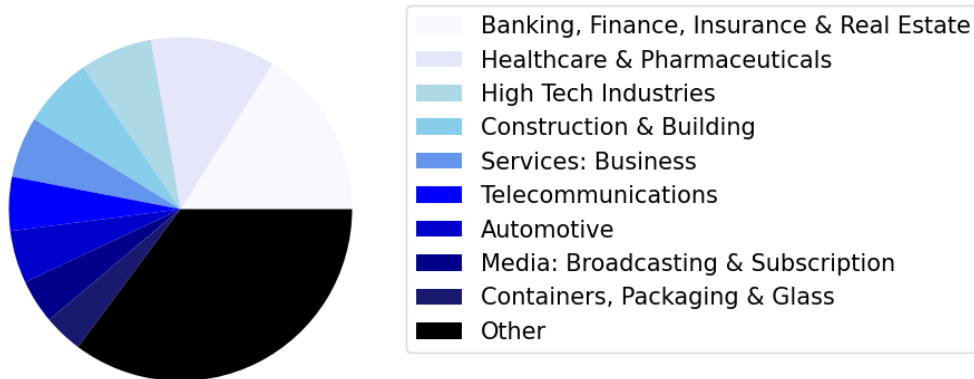 Banking, Finance, Insurance & Real Estate
Healthcare & Pharmaceuticals
High Tech Industries
Construction & Building
Services: Business
Telecommunications
Automotive
Media: Broadcasting & Subscription
Containers, Packaging & Glass
Other